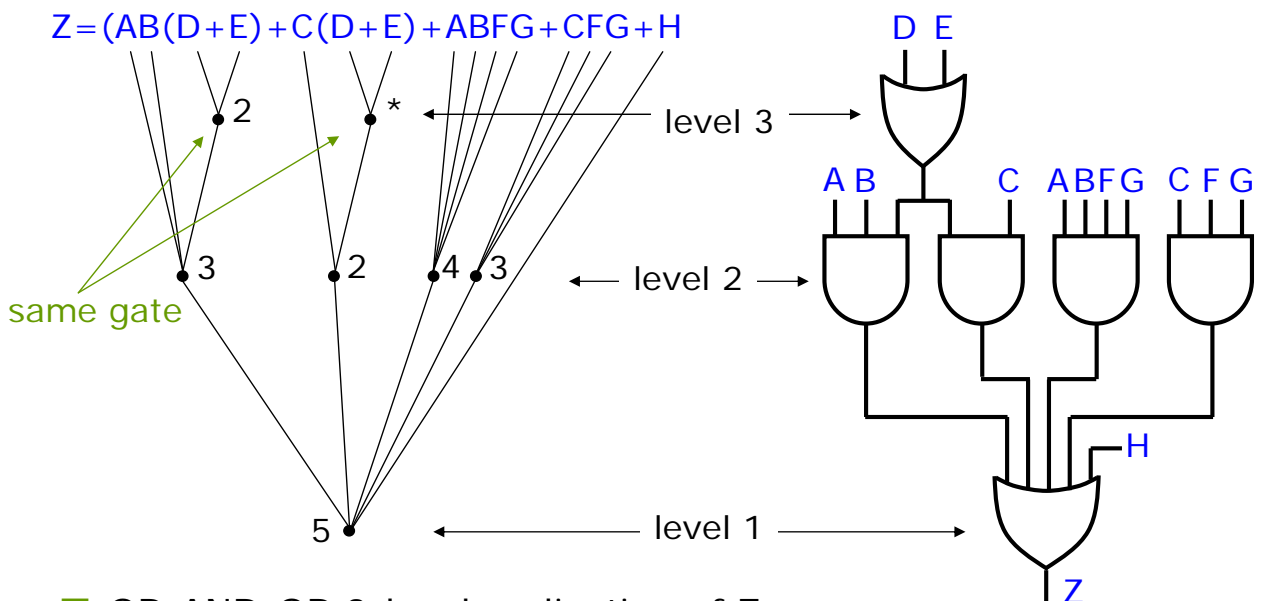 Z=(AB(D+E)+C(D+E)+ABFG+CFG+H
D E
2
*
level 3
A B
C
ABFG
C F G
3
2
4
3
level 2
same gate
H
5
level 1
Z